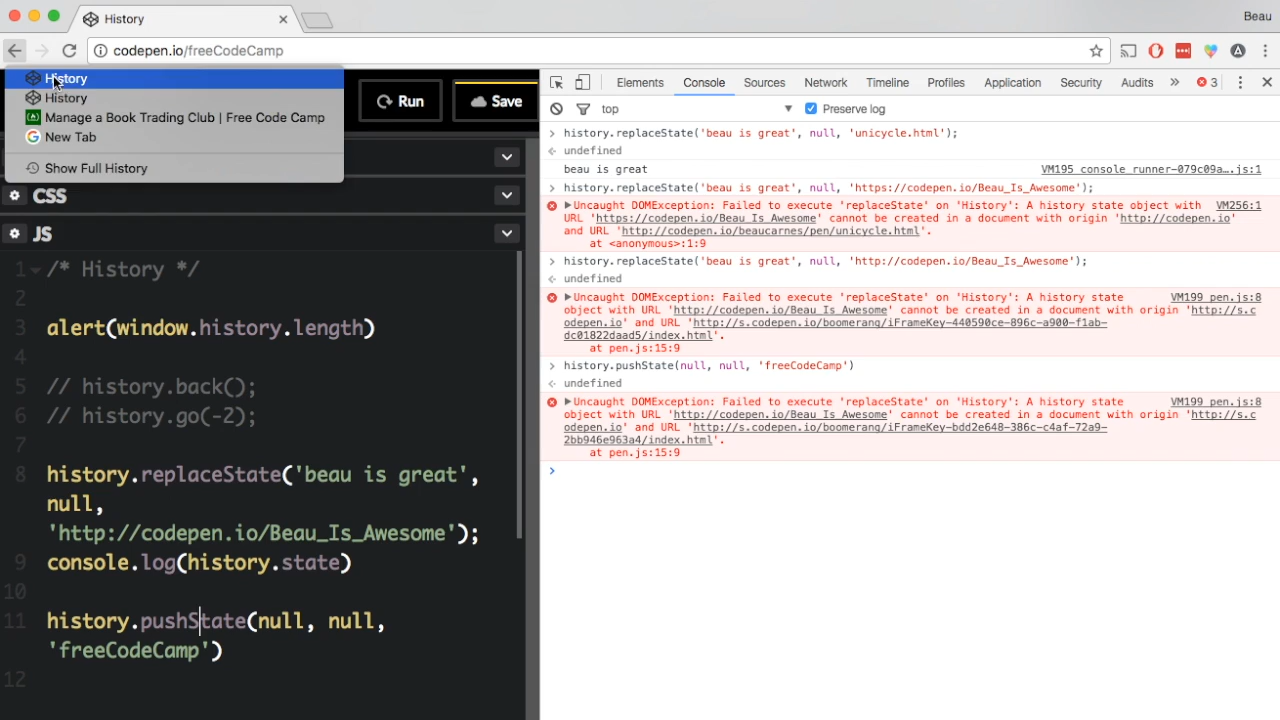 History
Beau
codepen.io/freeCodeCamp
History
History
Manage a Book Trading Club | Free Code Camp
New Tab
Show Full History
Run
Save
CSS
JS
1 /* History */
2
3 alert(window.history.length)
4
5 // history.back();
6 // history.go(-2);
7
8 history.replaceState('beau is great',
null,
'http://codepen.io/Beau_Is_Awesome');
9 console.log(history.state)
10
11 history.pushState(null, null,
'freeCodeCamp')
12
Elements Console Sources Network Timeline Profiles Application Security Audits » 3
top Preserve log
> history.replaceState('beau is great', null, 'unicycle.html');
undefined
beau is great VM195 console_runner-079c09a….js:1
> history.replaceState('beau is great', null, 'https://codepen.io/Beau_Is_Awesome');
Uncaught DOMException: Failed to execute 'replaceState' on 'History': A history state object with VM256:1
URL 'https://codepen.io/Beau_Is_Awesome' cannot be created in a document with origin 'http://codepen.io'
and URL 'http://codepen.io/beaucarnes/pen/unicycle.html'.
at <anonymous>:1:9
> history.replaceState('beau is great', null, 'http://codepen.io/Beau_Is_Awesome');
undefined
Uncaught DOMException: Failed to execute 'replaceState' on 'History': A history state VM199 pen.js:8
object with URL 'http://codepen.io/Beau_Is_Awesome' cannot be created in a document with origin 'http://s.c
odepen.io' and URL 'http://s.codepen.io/boomerang/iFrameKey-440590ce-896c-a900-f1ab-
dc01822daad5/index.html'.
at pen.js:15:9
> history.pushState(null, null, 'freeCodeCamp')
undefined
Uncaught DOMException: Failed to execute 'replaceState' on 'History': A history state VM199 pen.js:8
object with URL 'http://codepen.io/Beau_Is_Awesome' cannot be created in a document with origin 'http://s.c
odepen.io' and URL 'http://s.codepen.io/boomerang/iFrameKey-bdd2e648-386c-c4af-72a9-
2bb946e963a4/index.html'.
at pen.js:15:9
>